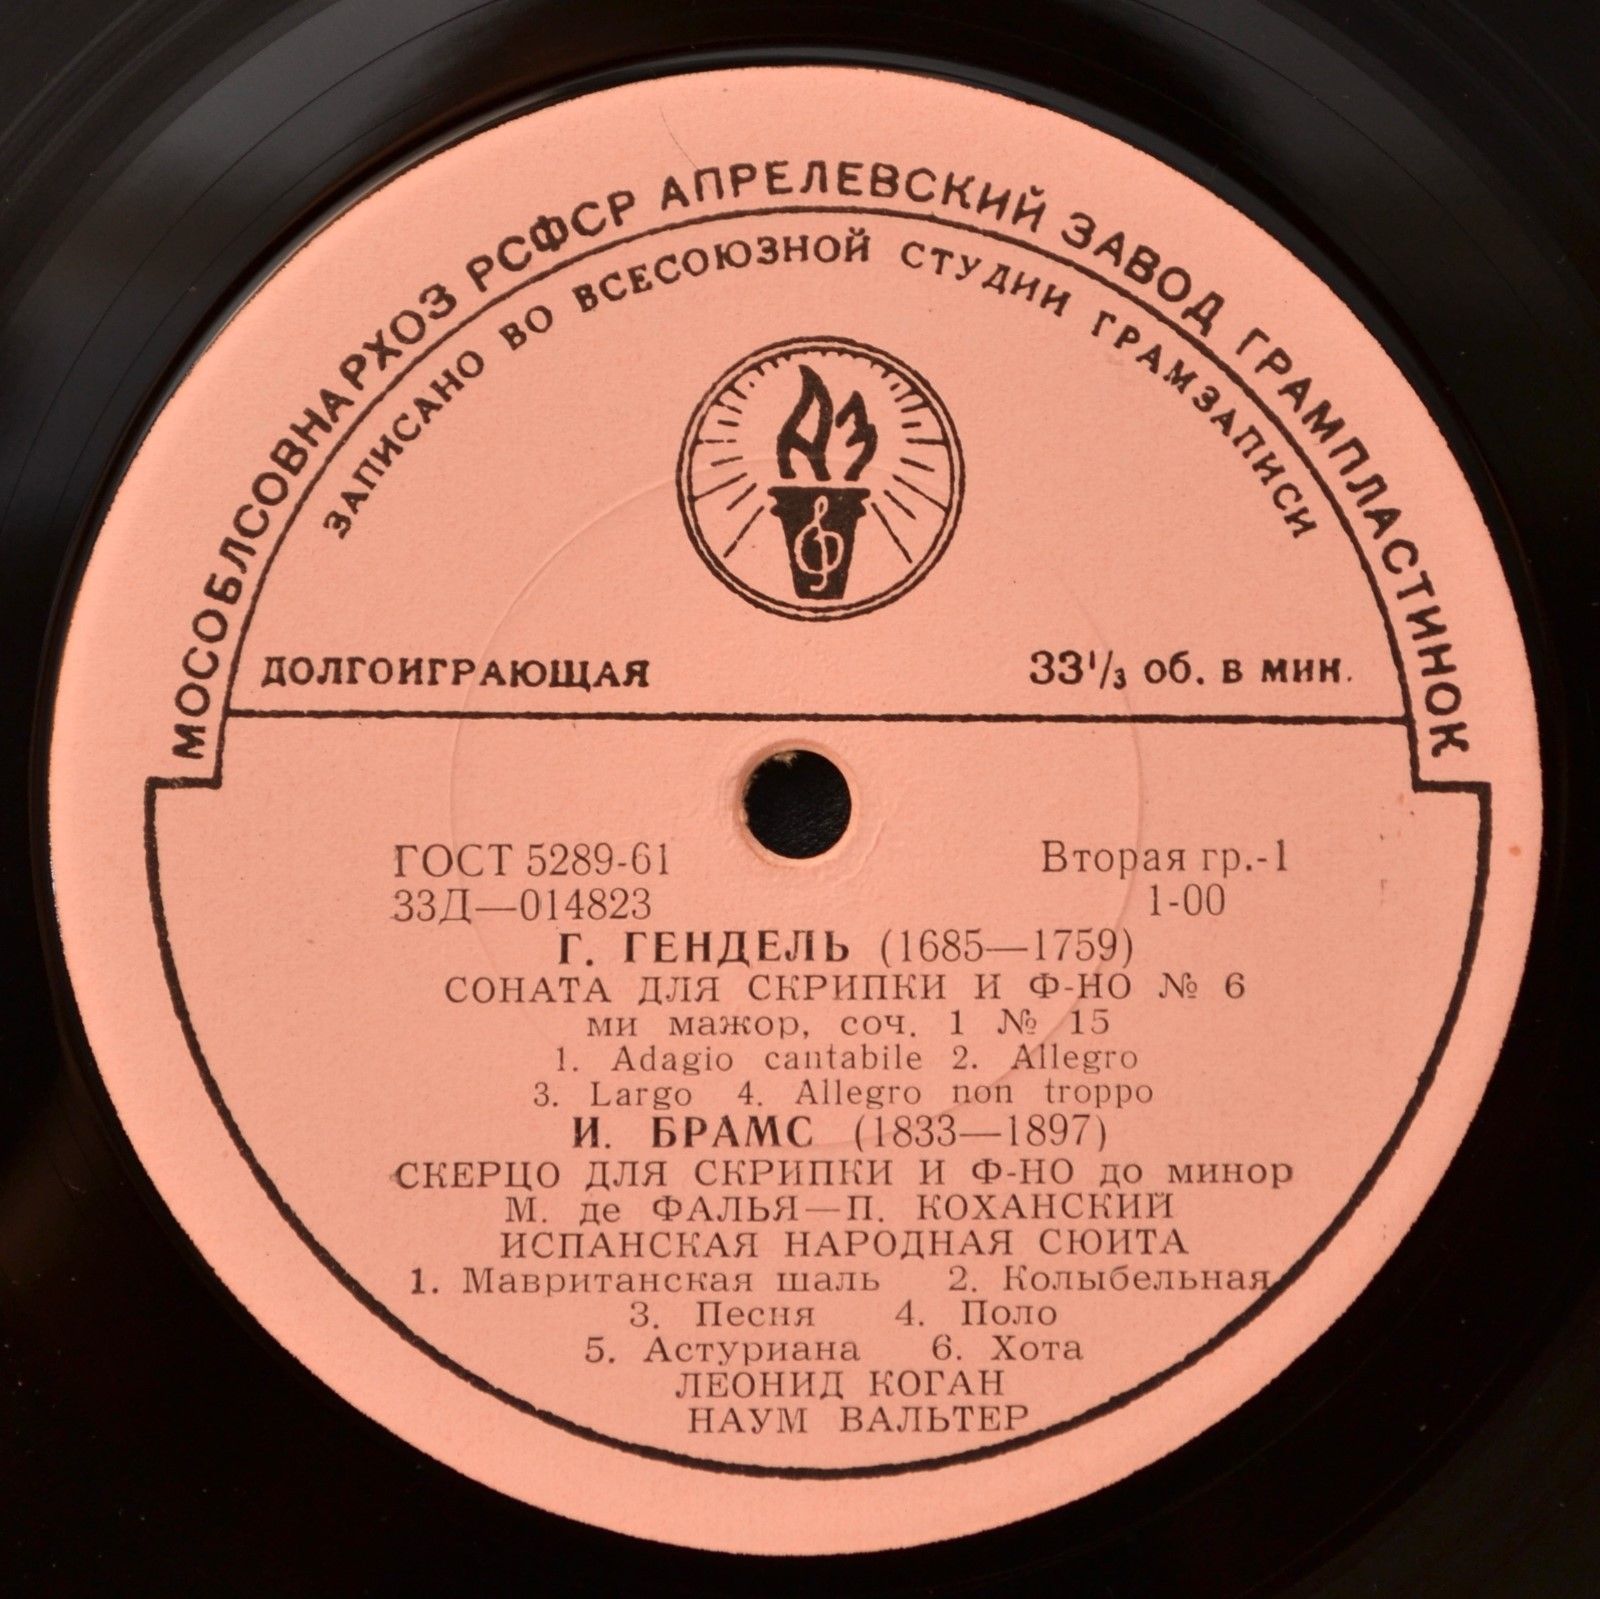 МОСОБЛСОВНАРХОЗ РСФСР АПРЕЛЕВСКИЙ ЗАВОД ГРАМПЛАСТИНОК
ЗАПИСАНО ВО ВСЕСОЮЗНОЙ СТУДИИ ГРАМЗАПИСИ
АЗ
ДОЛГОИГРАЮЩАЯ 33 1/3 об. в мин.
ГОСТ 5289-61 Вторая гр.-1
33Д—014823 1-00
Г. ГЕНДЕЛЬ (1685—1759)
СОНАТА ДЛЯ СКРИПКИ И Ф-НО № 6
ми мажор, соч. 1 № 15
1. Adagio cantabile 2. Allegro
3. Largo 4. Allegro non troppo
И. БРАМС (1833—1897)
СКЕРЦО ДЛЯ СКРИПКИ И Ф-НО до минор
М. де ФАЛЬЯ—П. КОХАНСКИЙ
ИСПАНСКАЯ НАРОДНАЯ СЮИТА
1. Мавританская шаль 2. Колыбельная
3. Песня 4. Поло
5. Астуриана 6. Хота
ЛЕОНИД КОГАН
НАУМ ВАЛЬТЕР